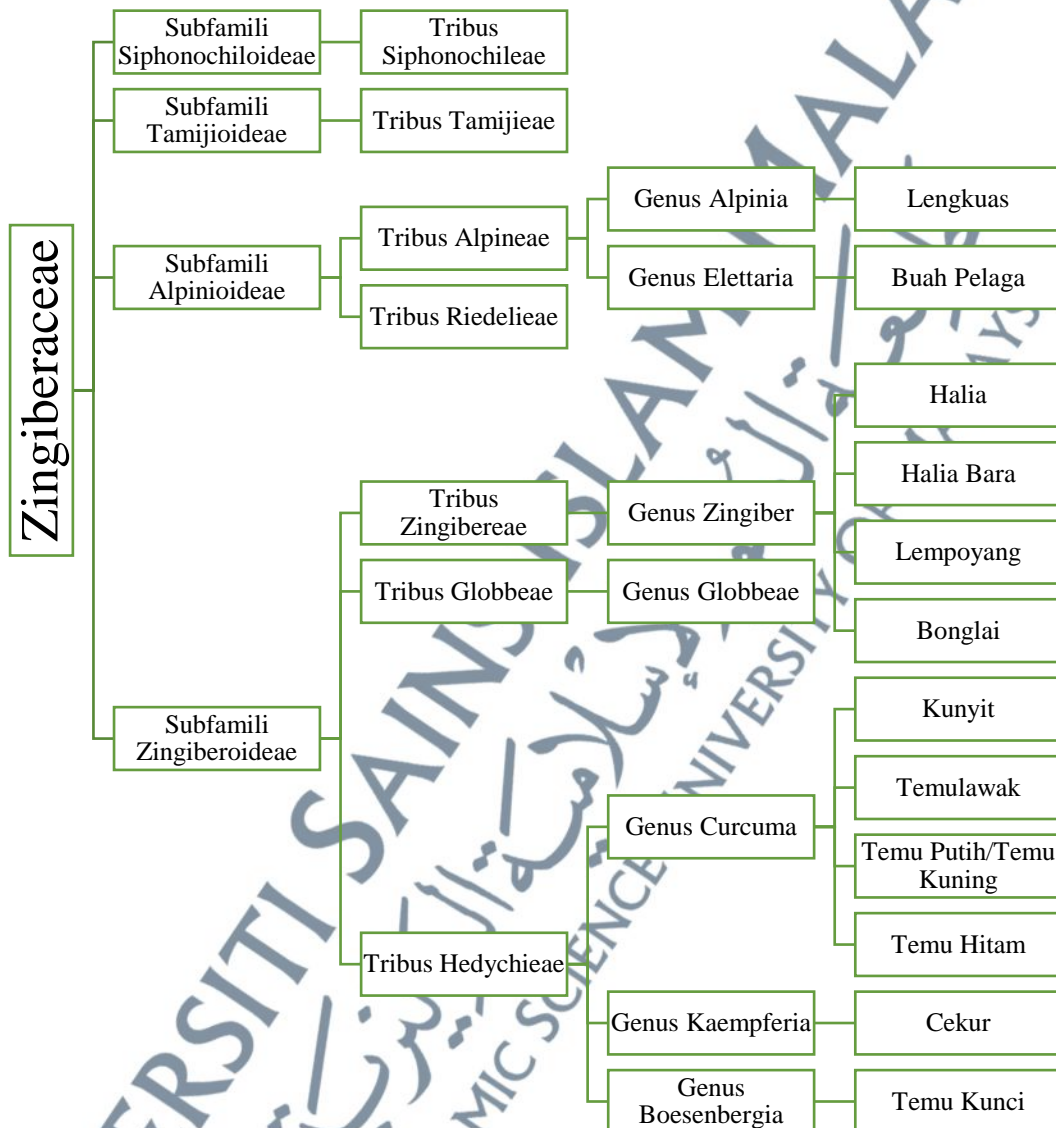 Zingiberaceae
Subfamili
Siphonochiloideae
Tribus
Siphonochileae
Subfamili
Tamijioideae
Tribus Tamijieae
Subfamili
Alpinioideae
Tribus Alpineae
Genus Alpinia
Lengkuas
Genus Elettaria
Buah Pelaga
Tribus Riedelieae
Subfamili
Zingiberoideae
Tribus
Zingibereae
Genus Zingiber
Halia
Halia Bara
Lempoyang
Bonglai
Tribus Globbeae
Genus Globbeae
Tribus Hedychieae
Genus Curcuma
Kunyit
Temulawak
Temu Putih/Temu
Kuning
Temu Hitam
Genus Kaempferia
Cekur
Genus
Boesenbergia
Temu Kunci
SAINS ISLAM